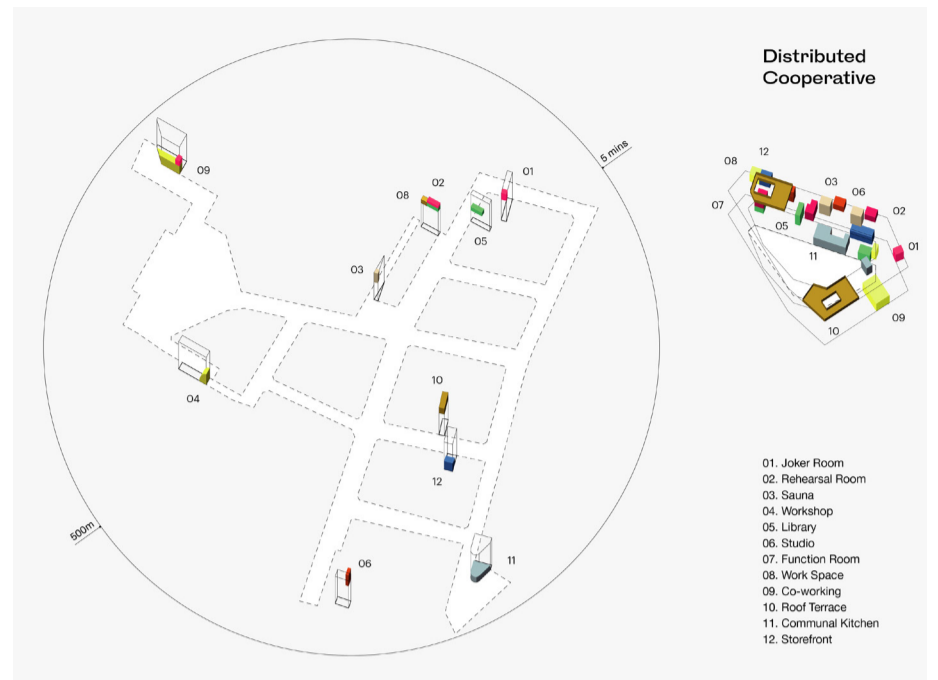 Distributed
Cooperative
5 mins
01
02
08
05
09
03
04
10
12
11
06
500m
12
08
03
06
02
07
05
01
11
09
10
01. Joker Room
02. Rehearsal Room
03. Sauna
04. Workshop
05. Library
06. Studio
07. Function Room
08. Work Space
09. Co-working
10. Roof Terrace
11. Communal Kitchen
12. Storefront